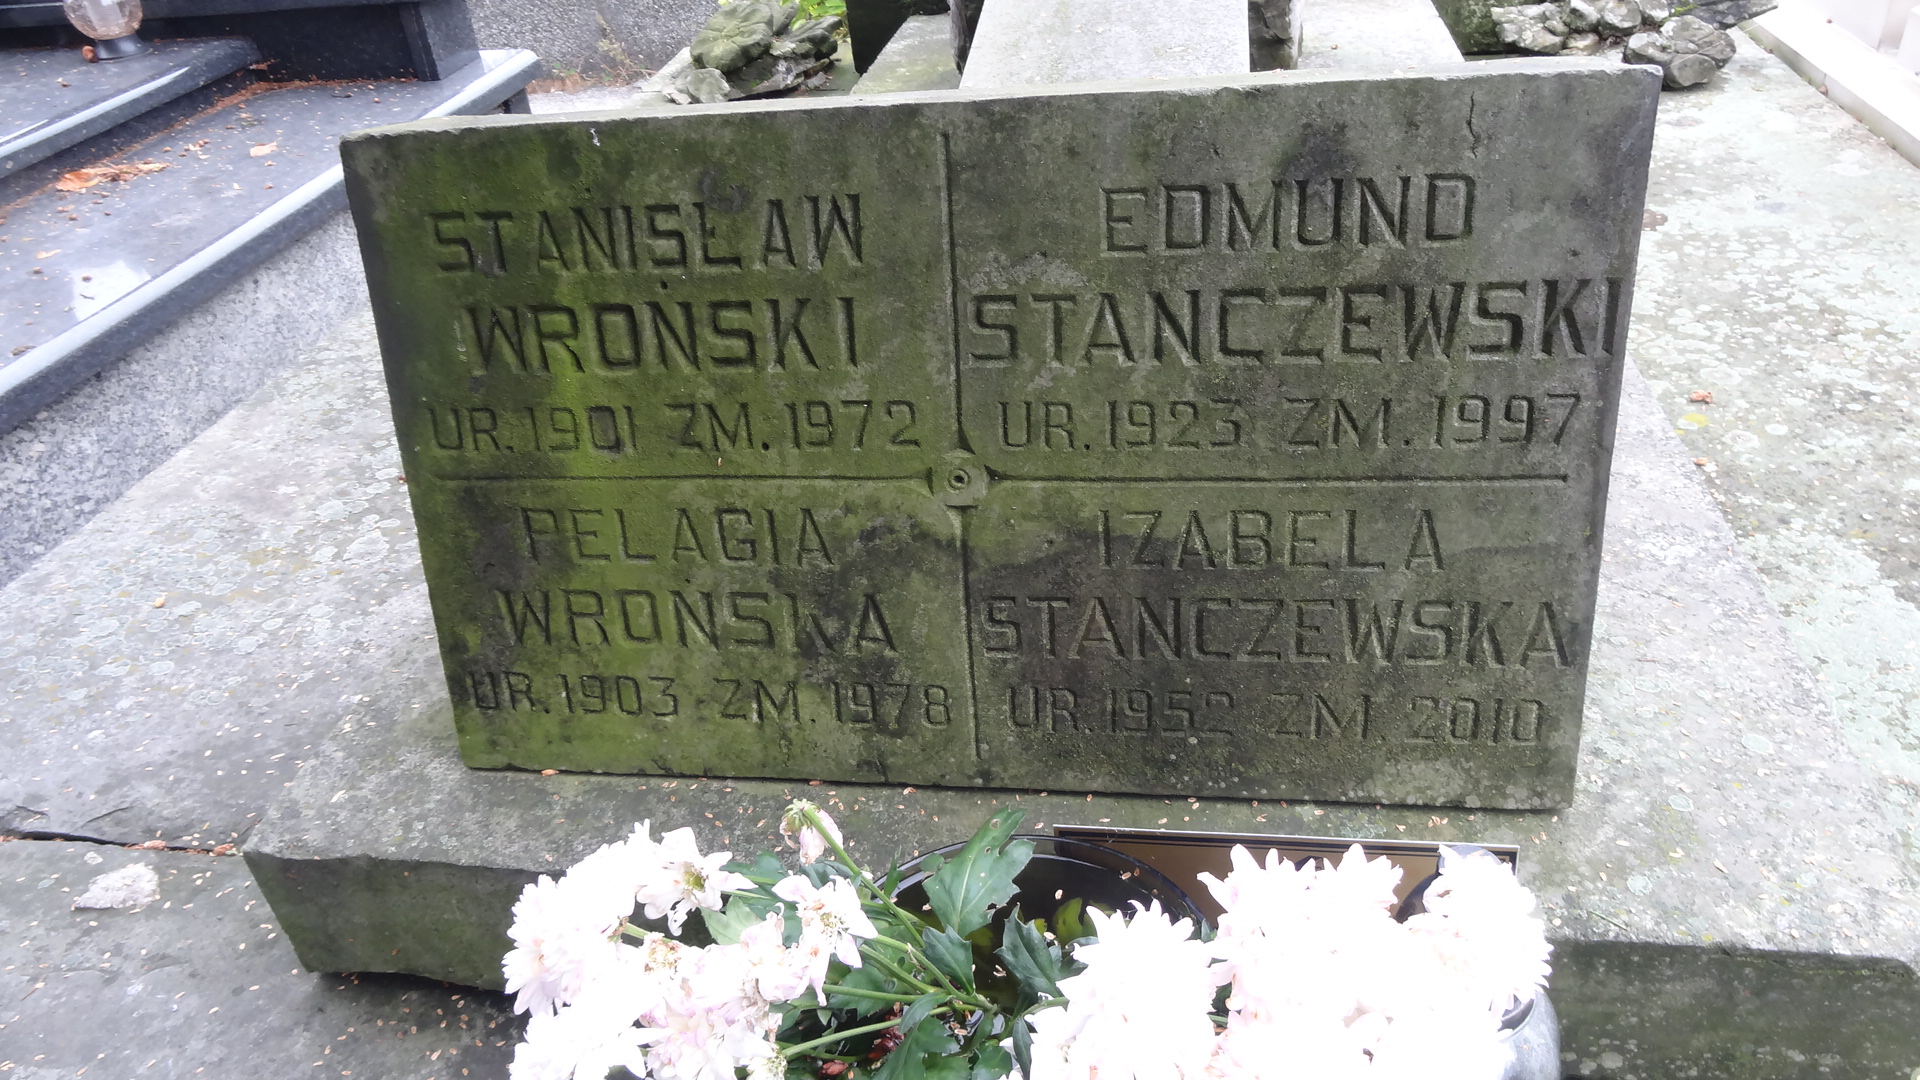 STANISŁAW
WROŃSKI
UR. 1901 ZM. 1972
EDMUND
STANCZEWSKI
UR. 1923 ZM. 1997
PELAGIA
WROŃSKA
UR. 1903 ZM. 1978
IZABELA
STANCZEWSKA
UR. 1952 ZM. 2010